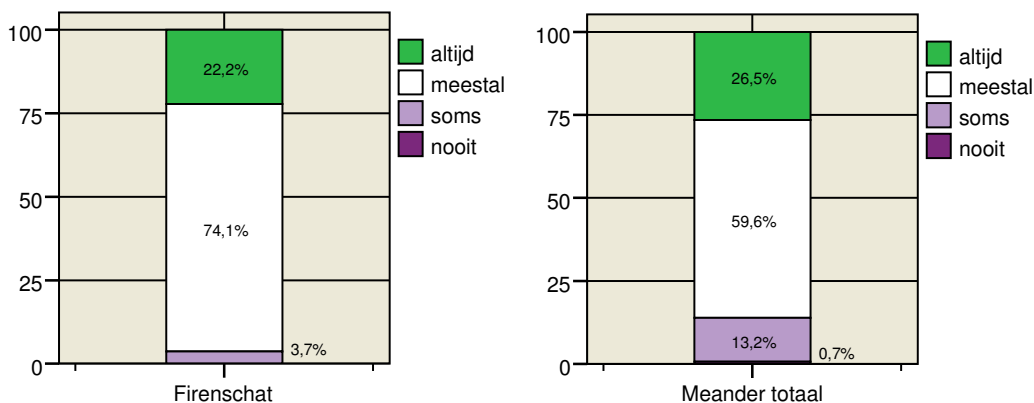 100
75
50
25
0
22,2%
74,1%
3,7%
Firenschat
altijd
meestal
soms
nooit
100
75
50
25
0
26,5%
59,6%
13,2%
0,7%
Meander totaal
altijd
meestal
soms
nooit